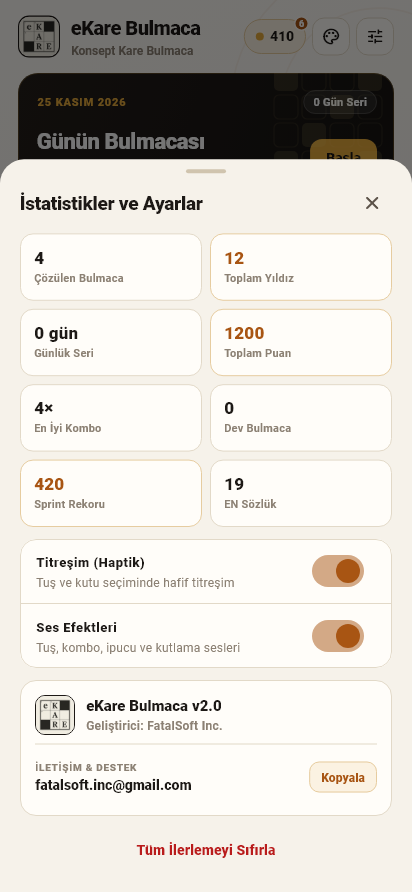 eKare Bulmaca
Konsept Kare Bulmaca
410
6
25 KASIM 2026
0 Gün Seri
Günün Bulmacası
Başla
İstatistikler ve Ayarlar
4
Çözülen Bulmaca
12
Toplam Yıldız
0 gün
Günlük Seri
1200
Toplam Puan
4×
En İyi Kombo
0
Dev Bulmaca
420
Sprint Rekoru
19
EN Sözlük
Titreşim (Haptik)
Tuş ve kutu seçiminde hafif titreşim
Ses Efektleri
Tuş, kombo, ipucu ve kutlama sesleri
eKare Bulmaca v2.0
Geliştirici: FatalSoft Inc.
İLETİŞİM & DESTEK
fatalsoft.inc@gmail.com
Kopyala
Tüm İlerlemeyi Sıfırla